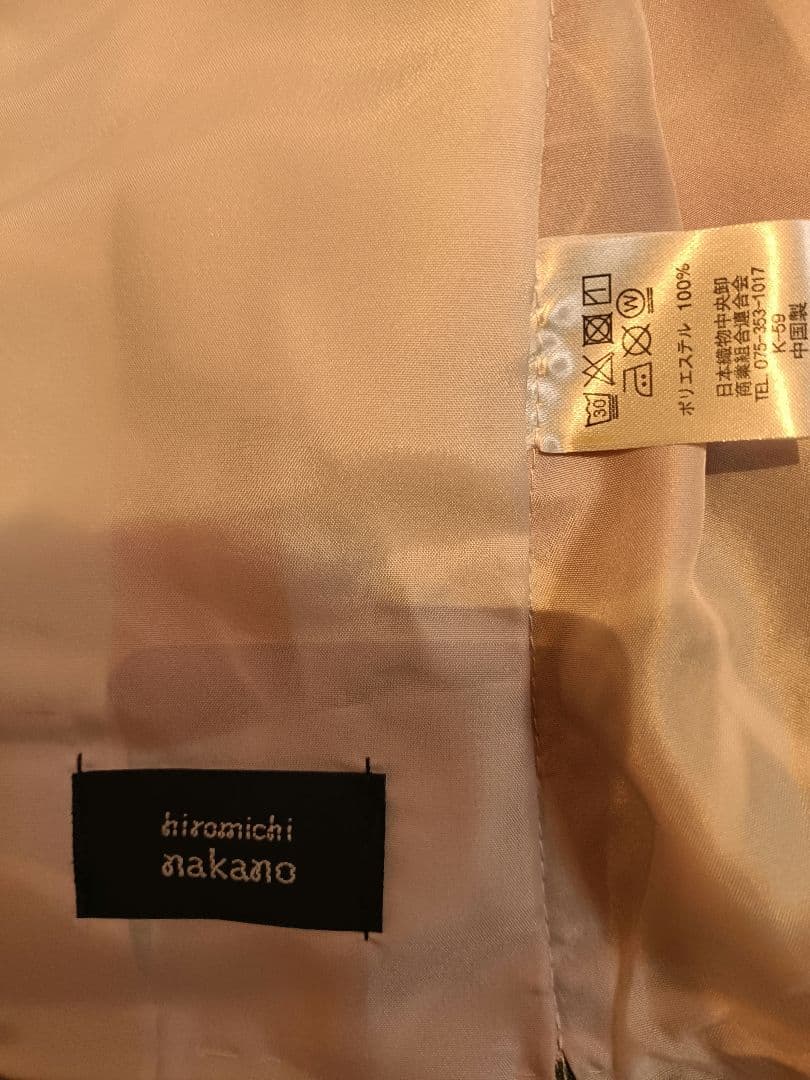 30
W
ポリエステル 100%
日本織物中央卸
商業組合連合会
TEL. 075-353-1017
K-59
中国製
hiromichi
nakano